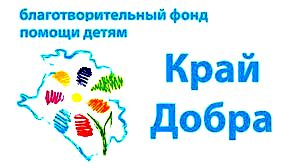 благотворительный фонд
помощи детям
Край
Добра